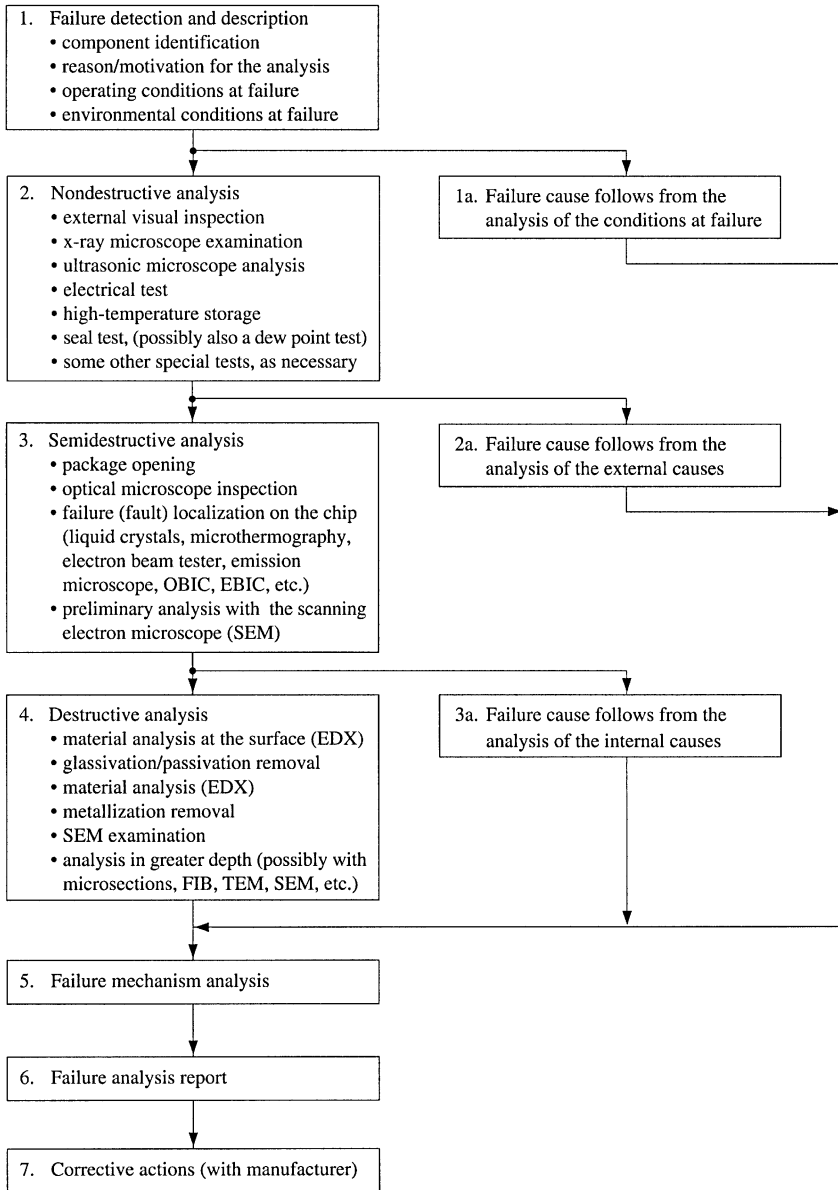 1. Failure detection and description
• component identification
• reason/motivation for the analysis
• operating conditions at failure
• environmental conditions at failure
2. Nondestructive analysis
• external visual inspection
• x-ray microscope examination
• ultrasonic microscope analysis
• electrical test
• high-temperature storage
• seal test, (possibly also a dew point test)
• some other special tests, as necessary
1a. Failure cause follows from the
analysis of the conditions at failure
3. Semidestructive analysis
• package opening
• optical microscope inspection
• failure (fault) localization on the chip
(liquid crystals, microthermography,
electron beam tester, emission
microscope, OBIC, EBIC, etc.)
• preliminary analysis with the scanning
electron microscope (SEM)
2a. Failure cause follows from the
analysis of the external causes
4. Destructive analysis
• material analysis at the surface (EDX)
• glassivation/passivation removal
• material analysis (EDX)
• metallization removal
• SEM examination
• analysis in greater depth (possibly with
microsections, FIB, TEM, SEM, etc.)
3a. Failure cause follows from the
analysis of the internal causes
5. Failure mechanism analysis
6. Failure analysis report
7. Corrective actions (with manufacturer)